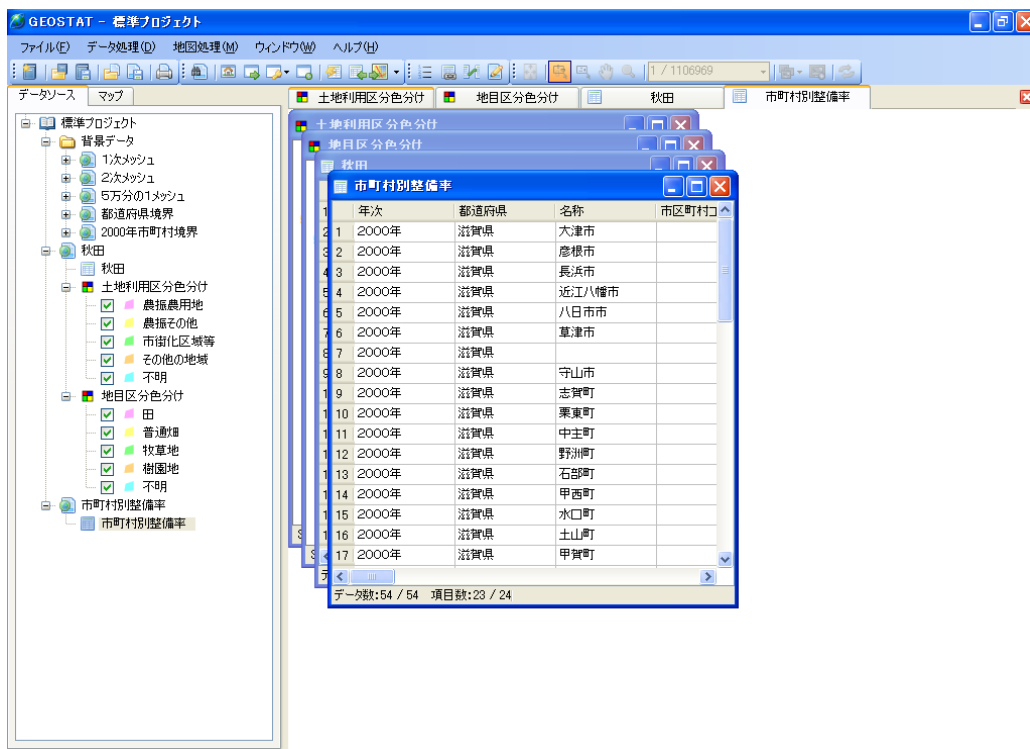 GEOSTAT - 標準プロジェクト
ファイル(F) データ処理(D) 地図処理(M) ウィンドウ(W) ヘルプ(H)
1 / 1106969
データソース マップ
土地利用区分色分け 地目区分色分け 秋田 市町村別整備率
標準プロジェクト
背景データ
1次メッシュ
2次メッシュ
5万分の1メッシュ
都道府県境界
2000年市町村境界
秋田
秋田
土地利用区分色分け
農振農用地
農振その他
市街化区域等
その他の地域
不明
地目区分色分け
田
普通畑
牧草地
樹園地
不明
市町村別整備率
市町村別整備率
土地利用区分色分け
地目区分色分け
秋田
市町村別整備率
年次 都道府県 名称 市区町村コ
1 2000年 滋賀県 大津市
2 2000年 滋賀県 彦根市
3 2000年 滋賀県 長浜市
4 2000年 滋賀県 近江八幡市
5 2000年 滋賀県 八日市市
6 2000年 滋賀県 草津市
7 2000年 滋賀県
8 2000年 滋賀県 守山市
9 2000年 滋賀県 志賀町
10 2000年 滋賀県 栗東町
11 2000年 滋賀県 中主町
12 2000年 滋賀県 野洲町
13 2000年 滋賀県 石部町
14 2000年 滋賀県 甲西町
15 2000年 滋賀県 水口町
16 2000年 滋賀県 土山町
17 2000年 滋賀県 甲賀町
データ数:54 / 54 項目数:23 / 24